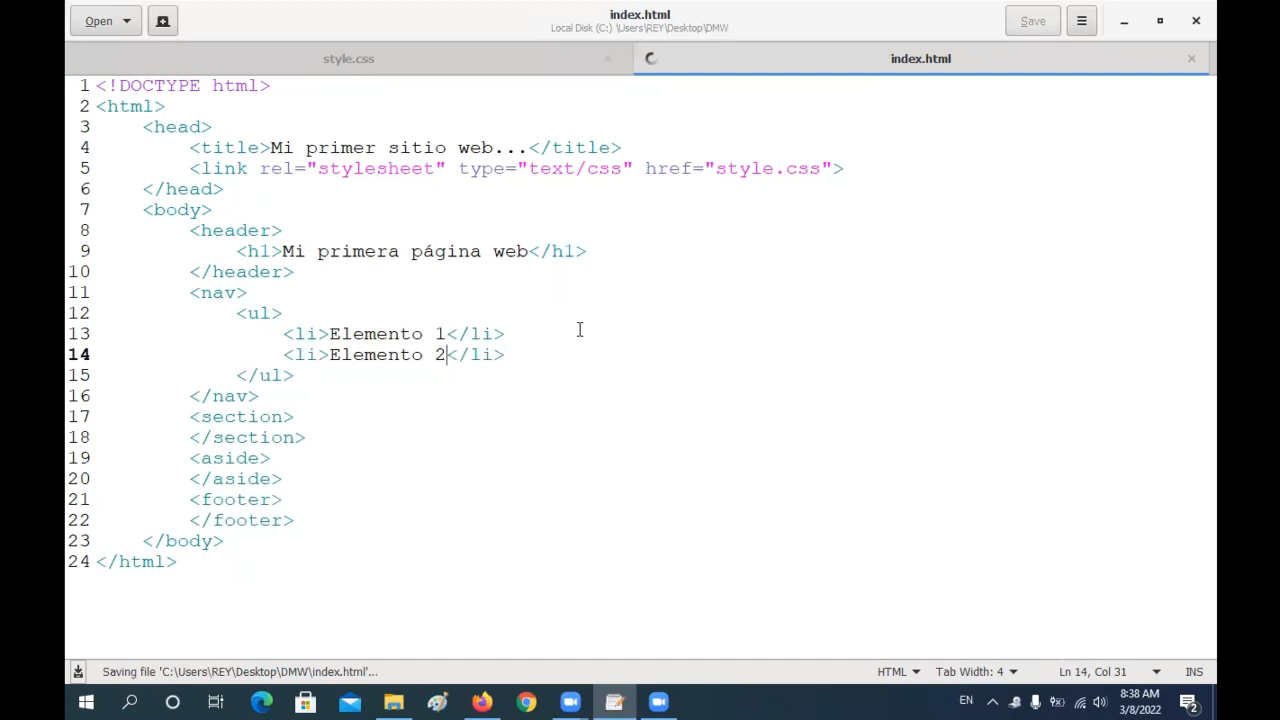 index.html
Open
Local Disk (C:) \Users\REY\Desktop\DMW
Save
style.css
index.html
1 <!DOCTYPE html>
2 <html>
3     <head>
4         <title>Mi primer sitio web...</title>
5         <link rel="stylesheet" type="text/css" href="style.css">
6     </head>
7     <body>
8         <header>
9             <h1>Mi primera página web</h1>
10         </header>
11         <nav>
12             <ul>
13                 <li>Elemento 1</li>
14                 <li>Elemento 2</li>
15             </ul>
16         </nav>
17         <section>
18         </section>
19         <aside>
20         </aside>
21         <footer>
22         </footer>
23     </body>
24 </html>
Saving file 'C:\Users\REY\Desktop\DMW\index.html'...
HTML
Tab Width: 4
Ln 14, Col 31
INS
EN
8:38 AM
3/8/2022
2